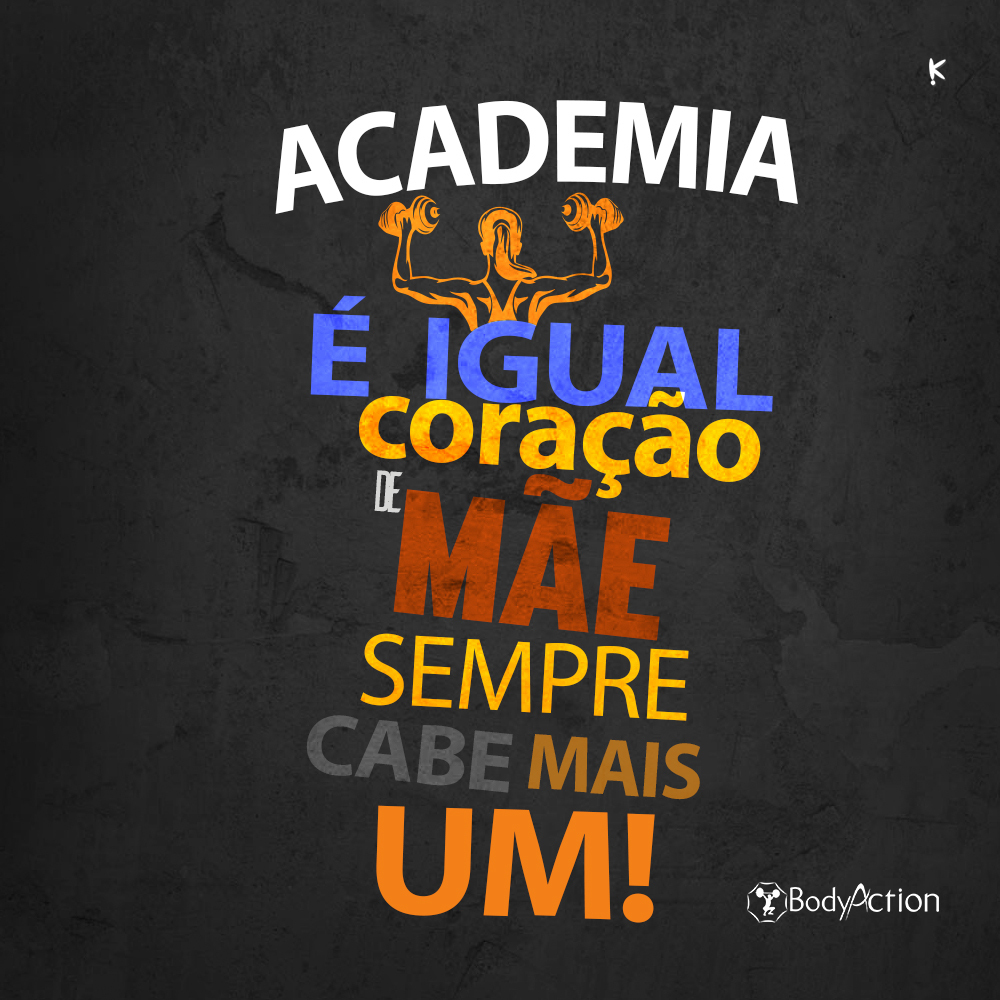 K
ACADEMIA
É IGUAL
coração
DE
MÃE
SEMPRE
CABE MAIS
UM!
BodyAction